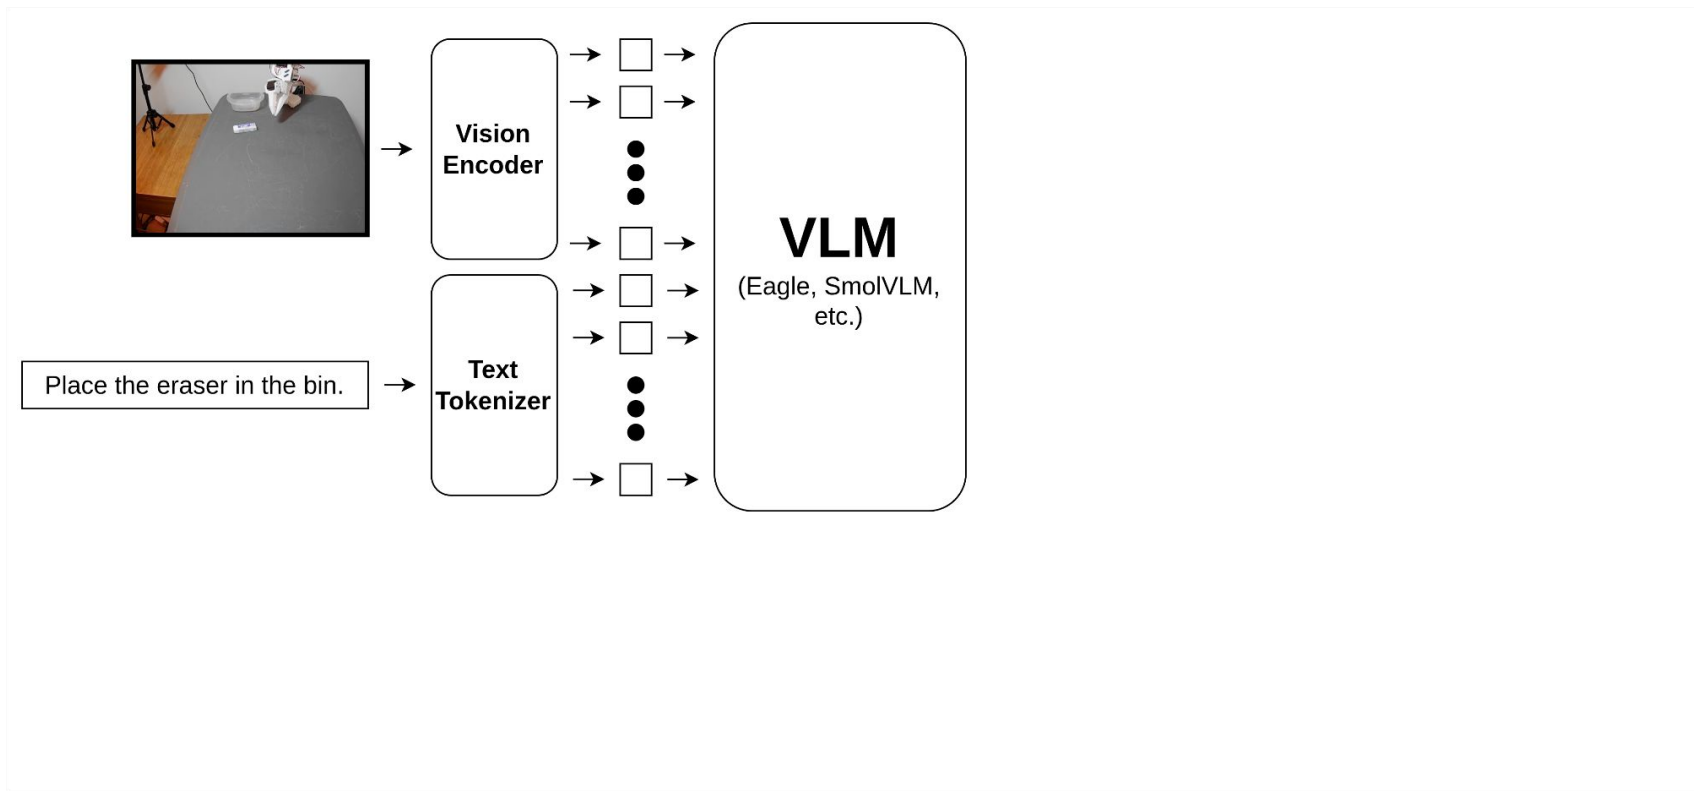 Vision
Encoder
VLM
(Eagle, SmolVLM,
etc.)
Place the eraser in the bin.
Text
Tokenizer